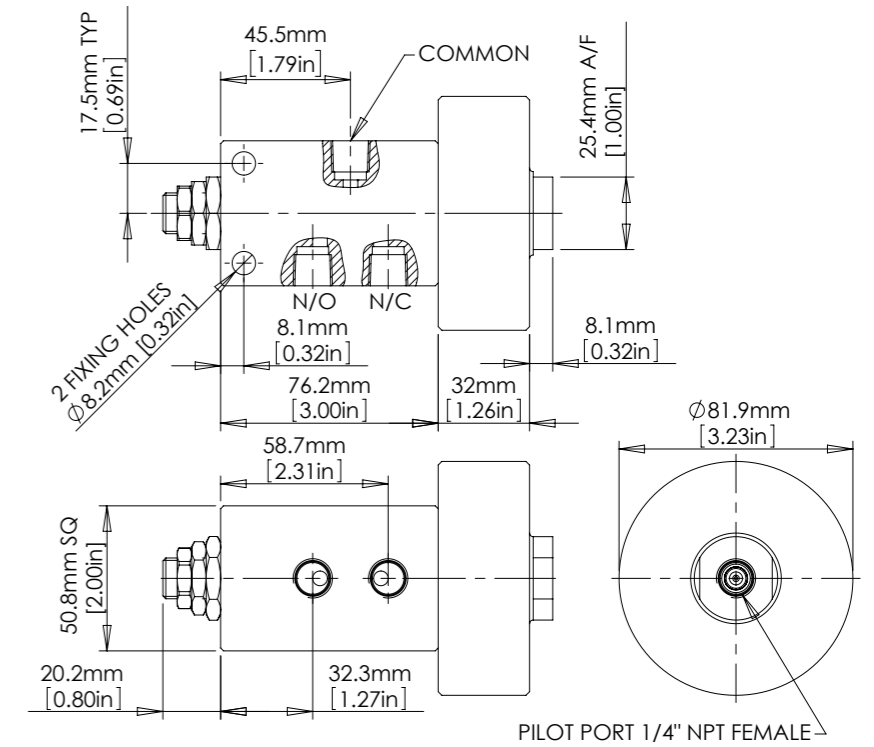 45.5mm
[1.79in]
COMMON
17.5mm TYP
[0.69in]
25.4mm A/F
[1.00in]
N/O
N/C
2 FIXING HOLES
Ø8.2mm [0.32in]
8.1mm
[0.32in]
8.1mm
[0.32in]
76.2mm
[3.00in]
32mm
[1.26in]
58.7mm
[2.31in]
Ø81.9mm
[3.23in]
50.8mm SQ
[2.00in]
20.2mm
[0.80in]
32.3mm
[1.27in]
PILOT PORT 1/4" NPT FEMALE